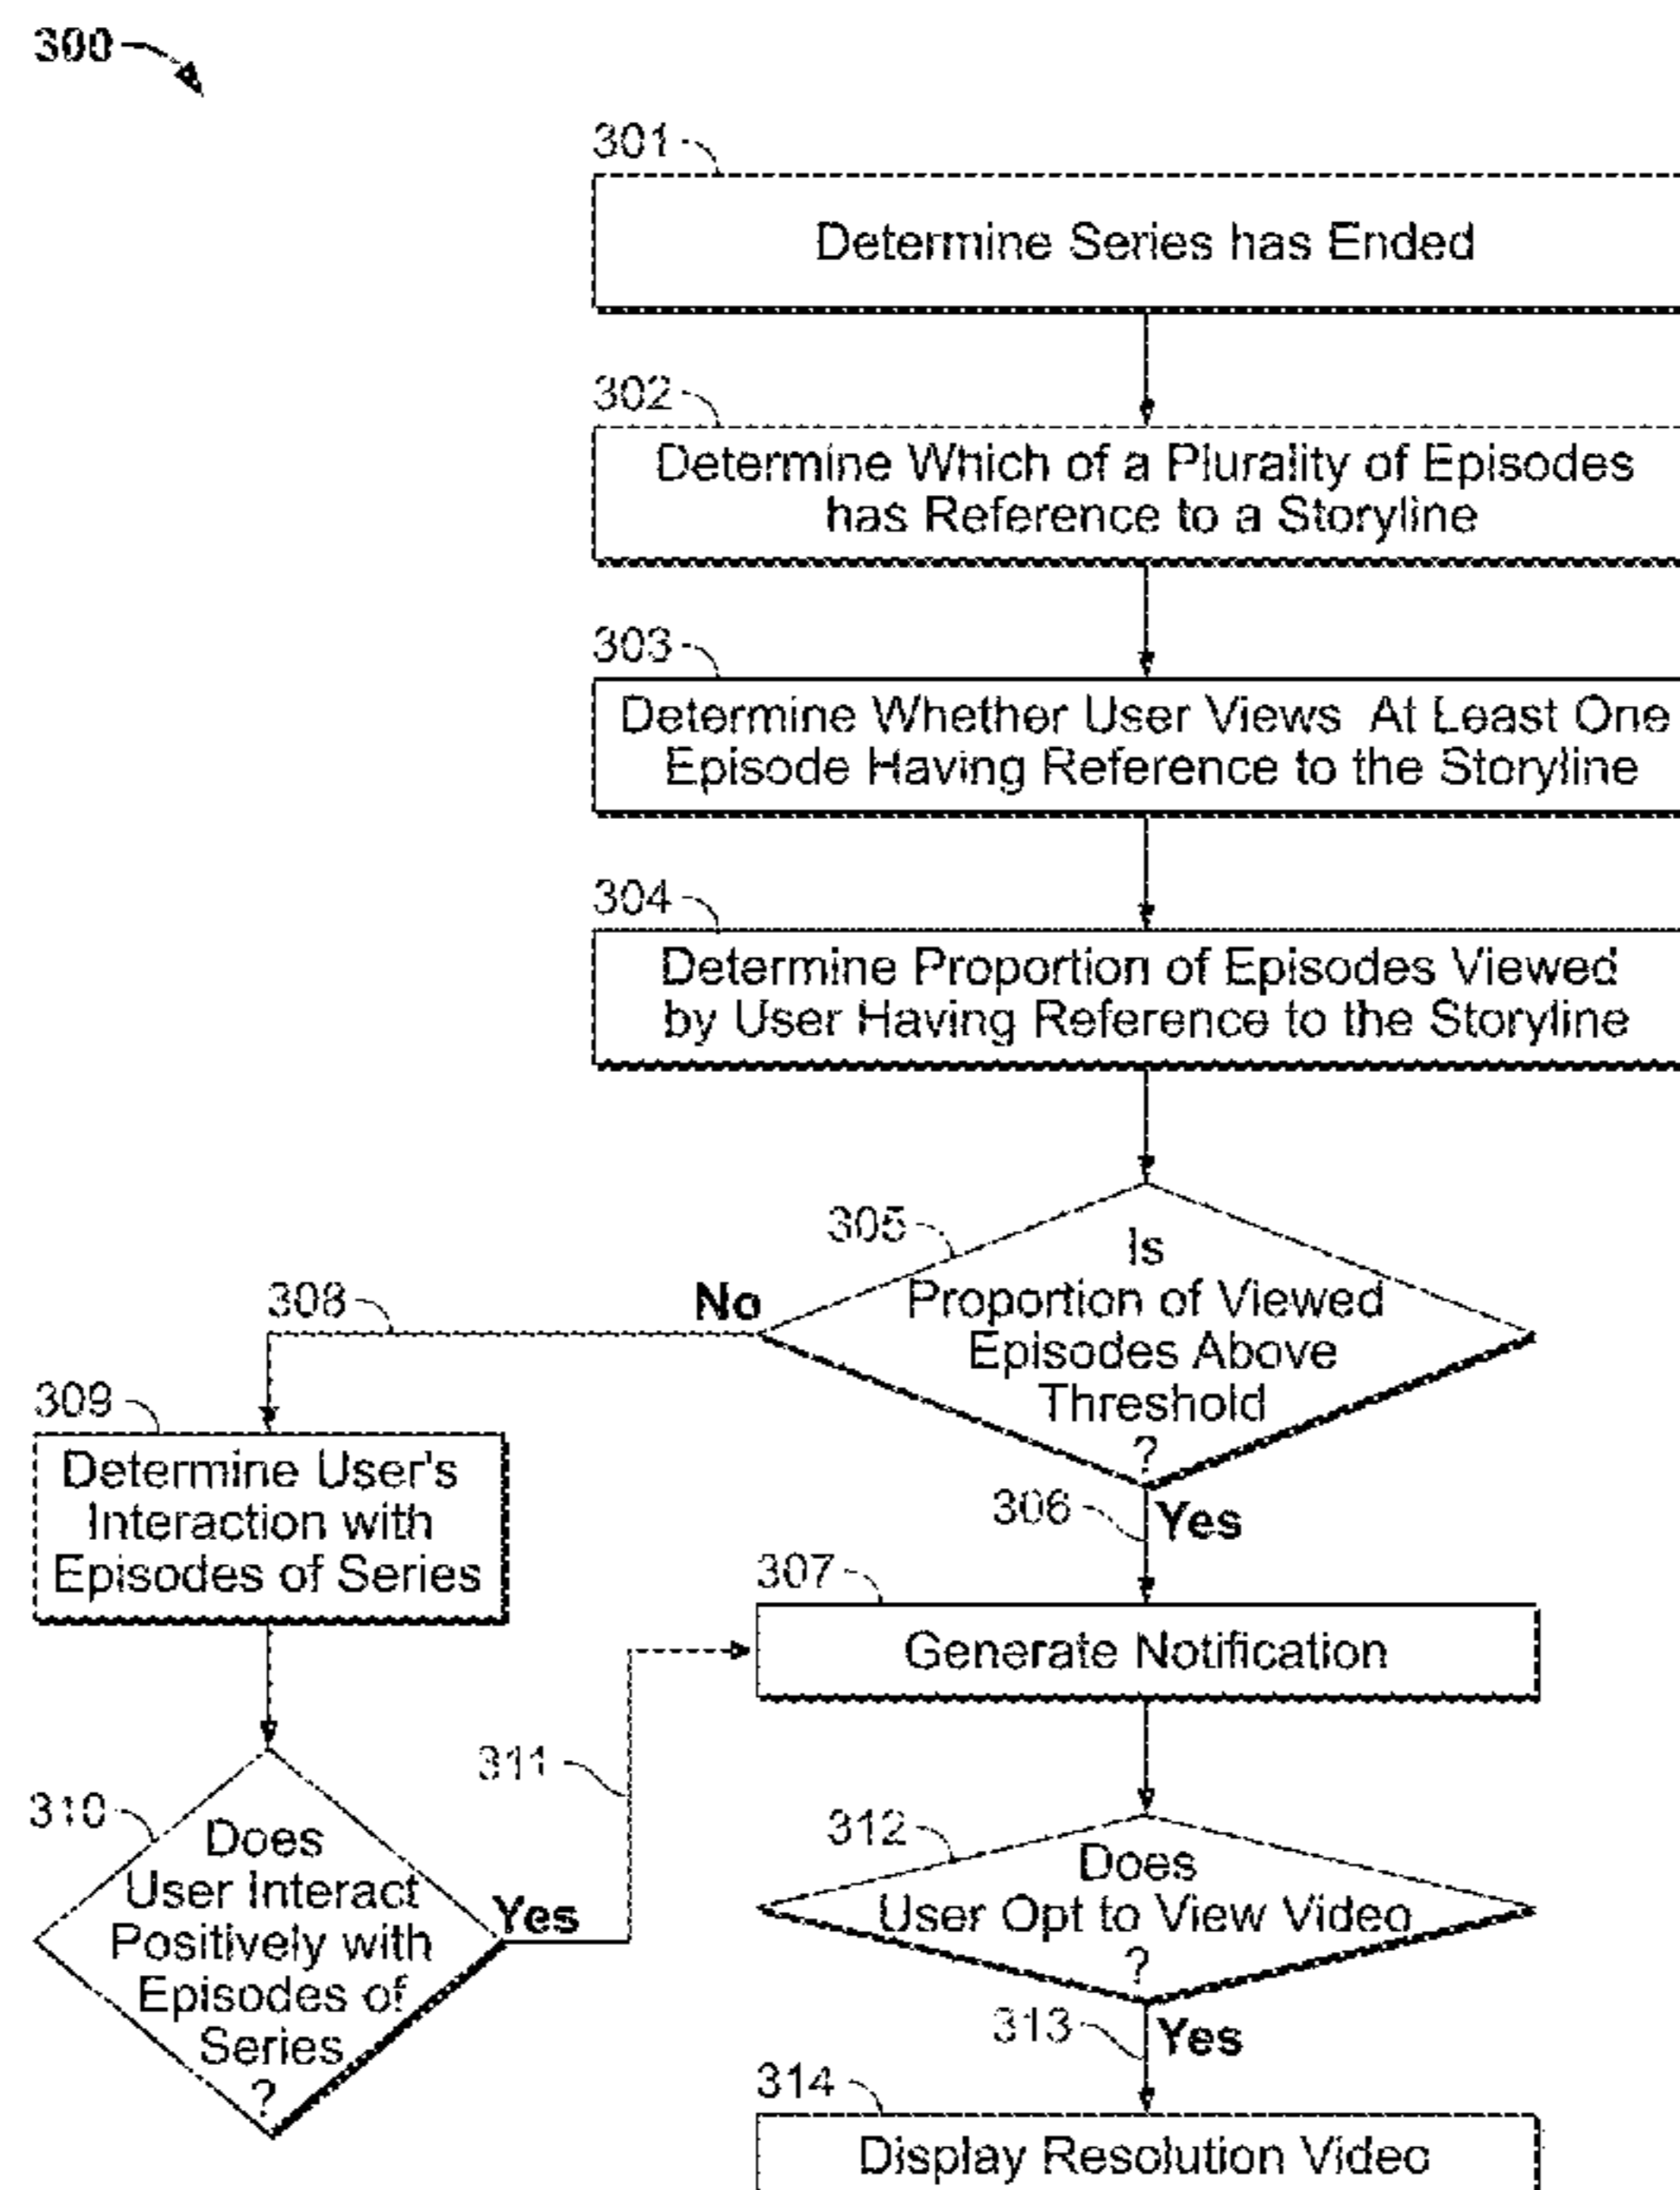 300
301
Determine Series has Ended
302
Determine Which of a Plurality of Episodes
has Reference to a Storyline
303
Determine Whether User Views At Least One
Episode Having Reference to the Storyline
304
Determine Proportion of Episodes Viewed
by User Having Reference to the Storyline
305
Is
Proportion of Viewed
Episodes Above
Threshold
?
No
308
306
Yes
309
Determine User's
Interaction with
Episodes of Series
307
Generate Notification
311
310
Does
User Interact
Positively with
Episodes of
Series
?
Yes
312
Does
User Opt to View Video
?
313
Yes
314
Display Resolution Video